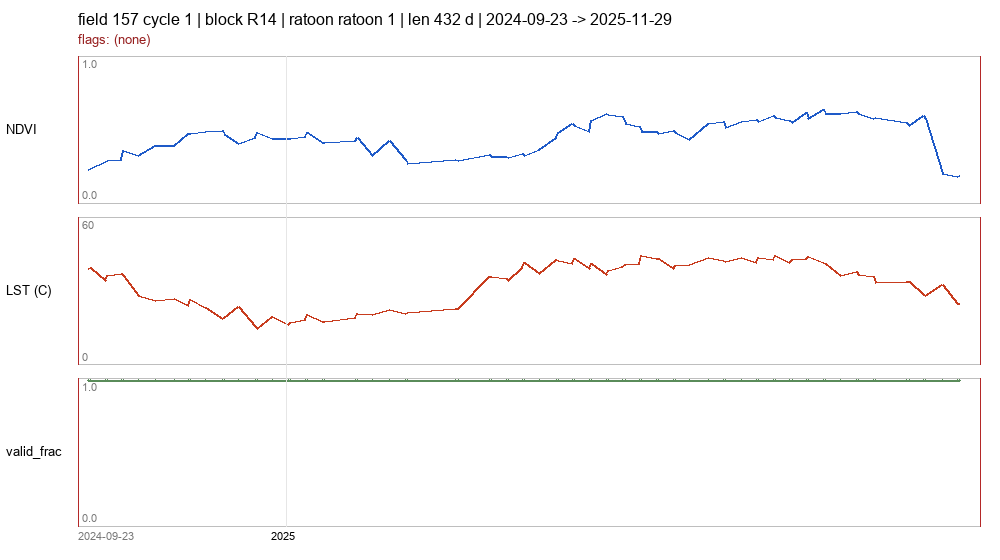 field 157 cycle 1 | block R14 | ratoon ratoon 1 | len 432 d | 2024-09-23 -> 2025-11-29
flags: (none)
1.0
NDVI
0.0
60
LST (C)
0
1.0
valid_frac
0.0
2024-09-23
2025